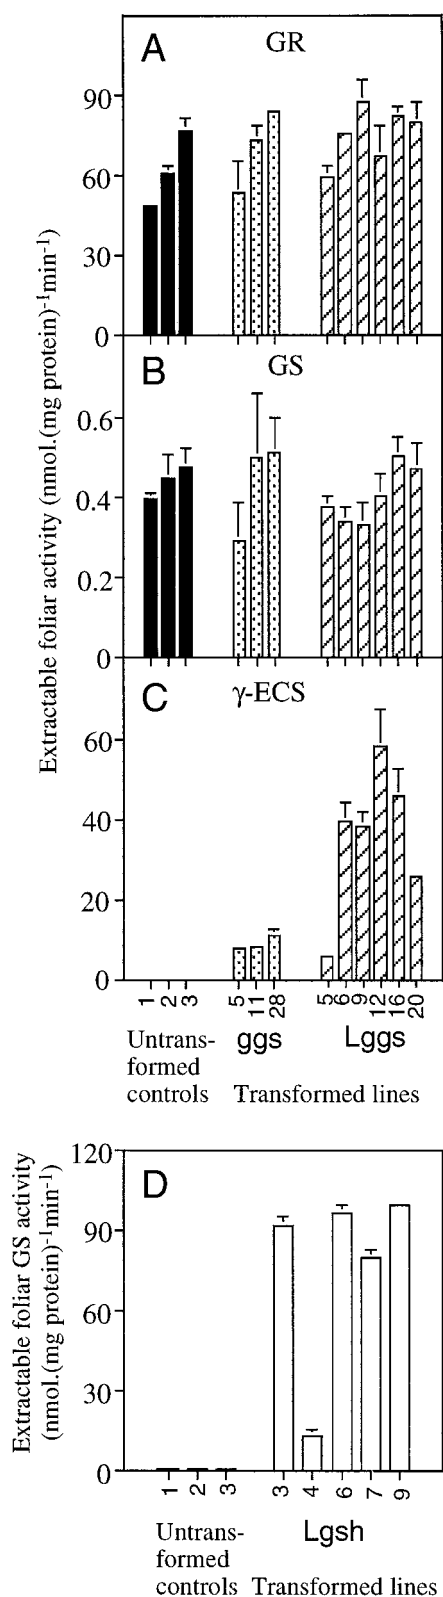 Extractable foliar activity (nmol.(mg protein)⁻¹min⁻¹)
A
GR
90
60
30
0
B
GS
0.6
0.4
0.2
0
C
γ-ECS
60
40
20
0
1 2 3 5 11 28 5 6 9 12 16 20
Untrans-
formed
controls
ggs Lggs
Transformed lines
Extractable foliar GS activity
(nmol.(mg protein)⁻¹min⁻¹)
D
120
90
60
30
0
1 2 3 3 4 6 7 9
Untrans-
formed
controls
Lgsh
Transformed lines